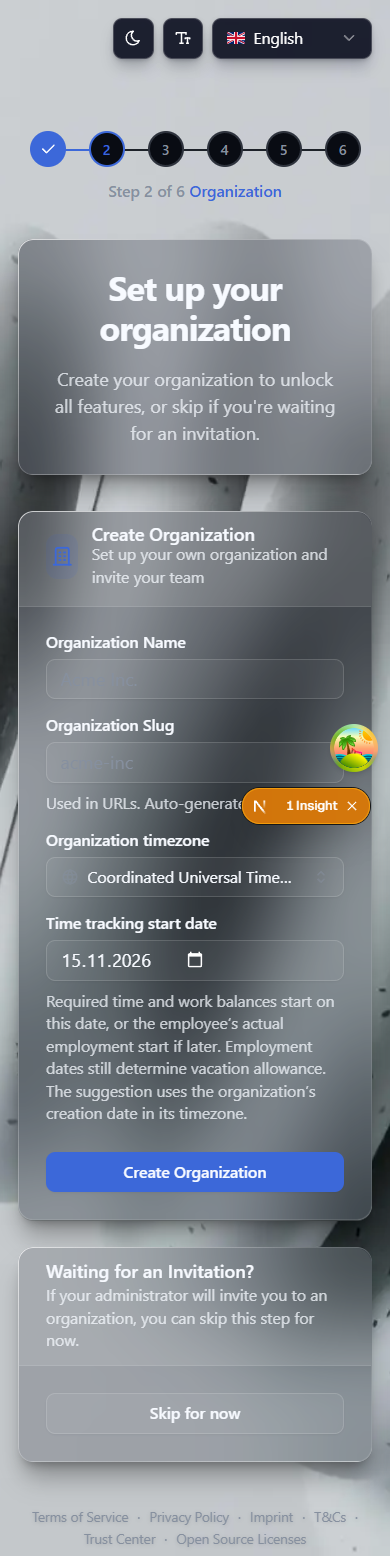 English
2
3
4
5
6
Step 2 of 6 Organization
Set up your
organization
Create your organization to unlock
all features, or skip if you're waiting
for an invitation.
Create Organization
Set up your own organization and
invite your team
Organization Name
Organization Slug
Used in URLs.
1 Insight
Organization timezone
Coordinated Universal Time...
Time tracking start date
15.11.2026
Required time and work balances start on
this date, or the employee’s actual
employment start if later. Employment
dates still determine vacation allowance.
The suggestion uses the organization’s
creation date in its timezone.
Create Organization
Waiting for an Invitation?
If your administrator will invite you to an
organization, you can skip this step for
now.
Skip for now
Terms of Service · Privacy Policy · Imprint · T&Cs ·
Trust Center · Open Source Licenses